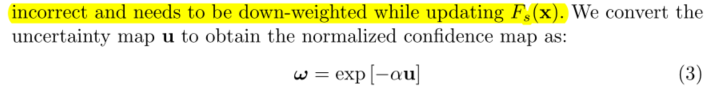 incorrect and needs to be down-weighted while updating Fₛ(x). We convert the
uncertainty map u to obtain the normalized confidence map as:
ω = exp [−αu] (3)